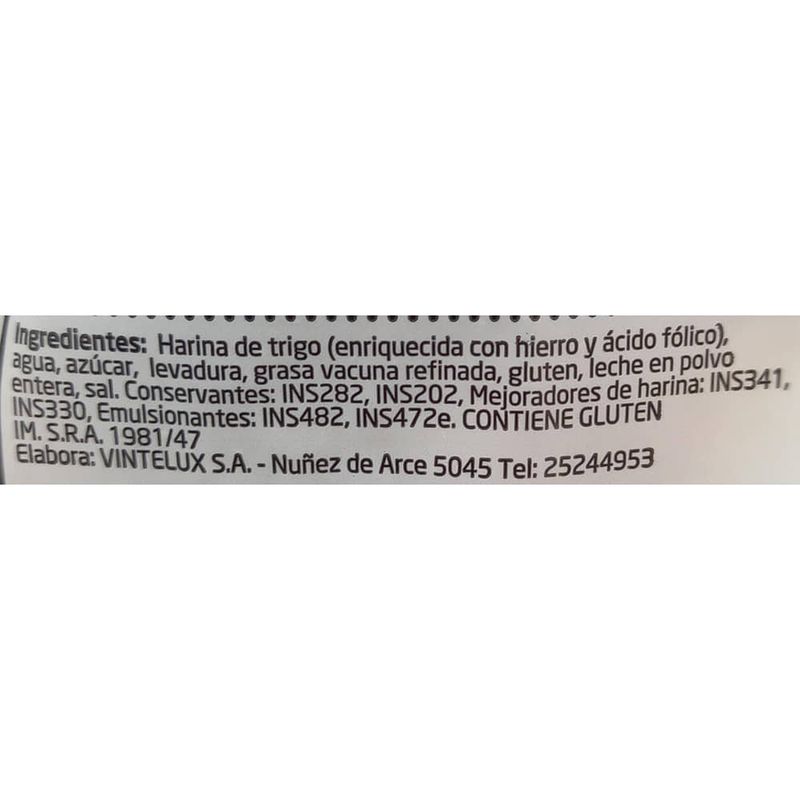 Ingredientes: Harina de trigo (enriquecida con hierro y ácido fólico),
agua, azúcar, levadura, grasa vacuna refinada, gluten, leche en polvo
entera, sal. Conservantes: INS282, INS202, Mejoradores de harina: INS341,
INS330, Emulsionantes: INS482, INS472e. CONTIENE GLUTEN
IM. S.R.A. 1981/47
Elabora: VINTELUX S.A. - Nuñez de Arce 5045 Tel: 25244953